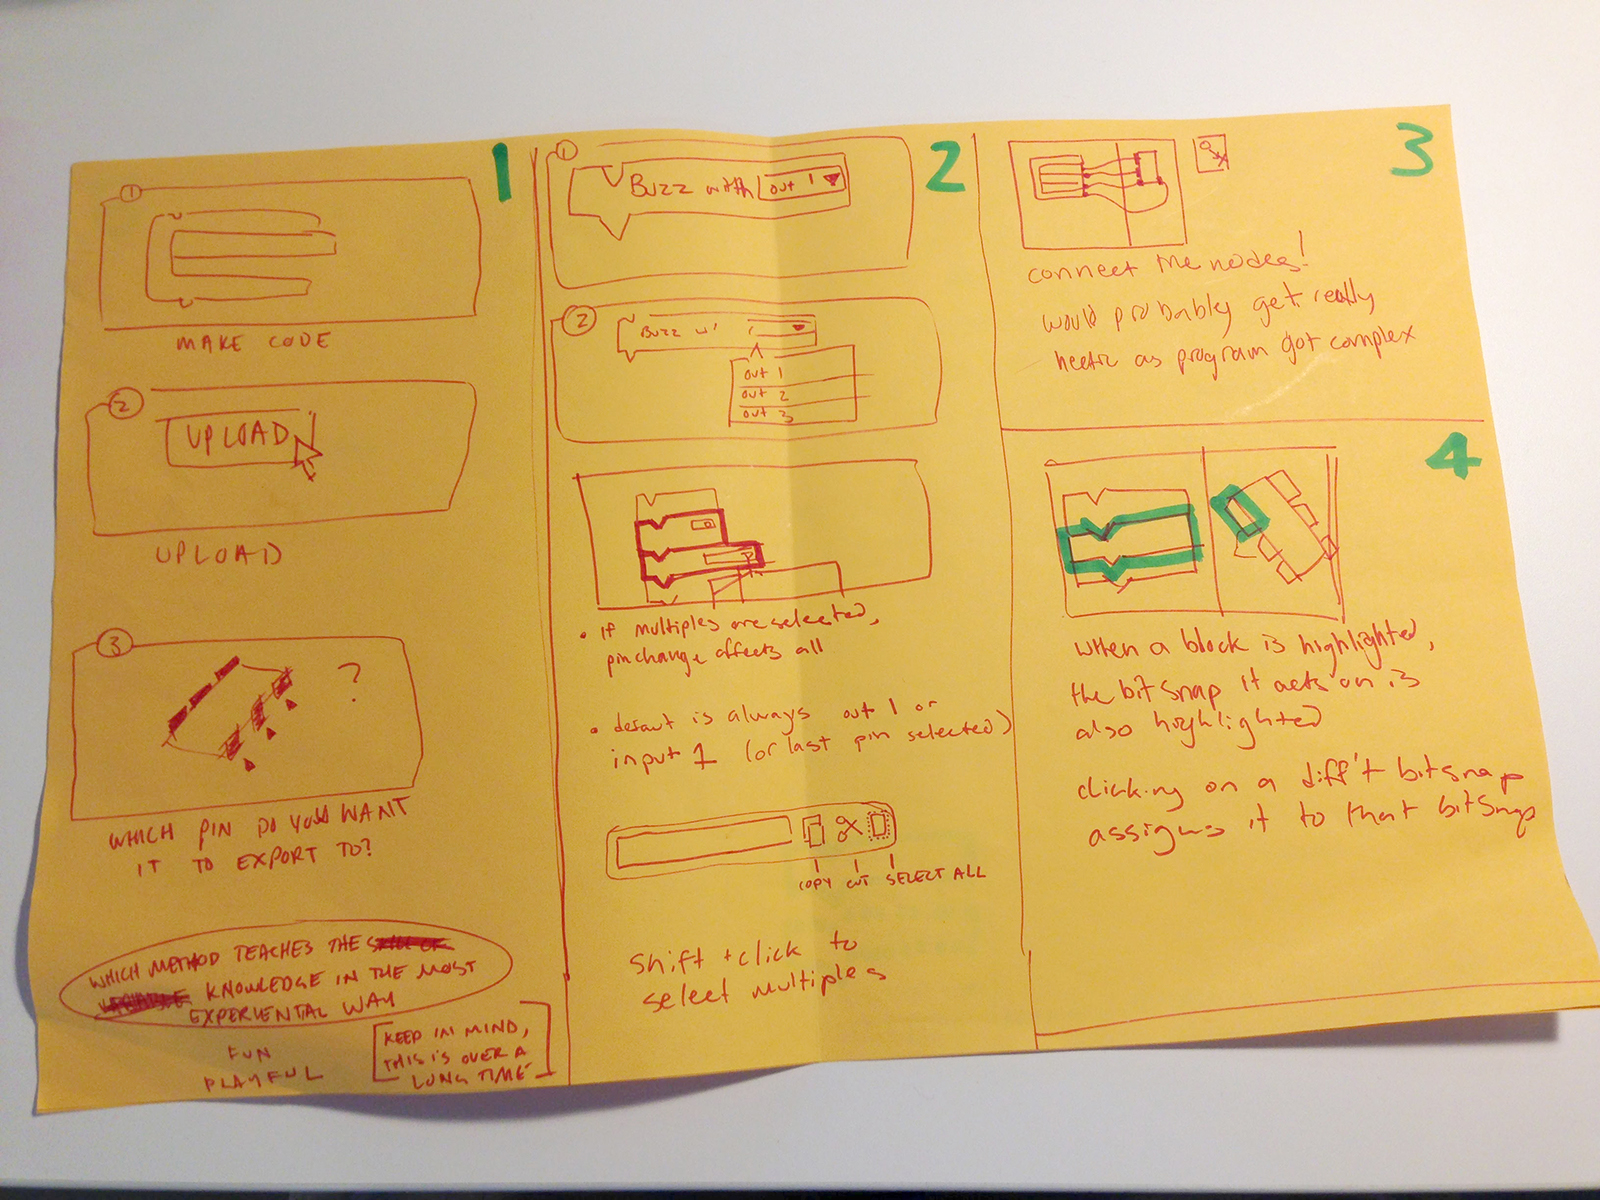 1
1
MAKE CODE
2
UPLOAD
UPLOAD
3
?
WHICH PIN DO YOU WANT
IT TO EXPORT TO?
WHICH METHOD TEACHES THE
KNOWLEDGE IN THE MOST
EXPERIENTAL WAY
FUN
PLAYFUL
KEEP IN MIND,
THIS IS OVER A
LONG TIME
2
1
BUZZ WITH out 1
2
BUZZ w/
out 1
out 2
out 3
• if multiples are selected,
pin change affects all
• defaut is always out 1 or
input 1 (or last pin selected)
COPY CUT SELECT ALL
Shift + click to
select multiples
3
connect the nodes!
would probably get really
hectic as program got complex
4
when a block is highlighted,
the bitsnap it acts on is
also highlighted
clicking on a diff't bitsnap
assigns it to that bitsnap